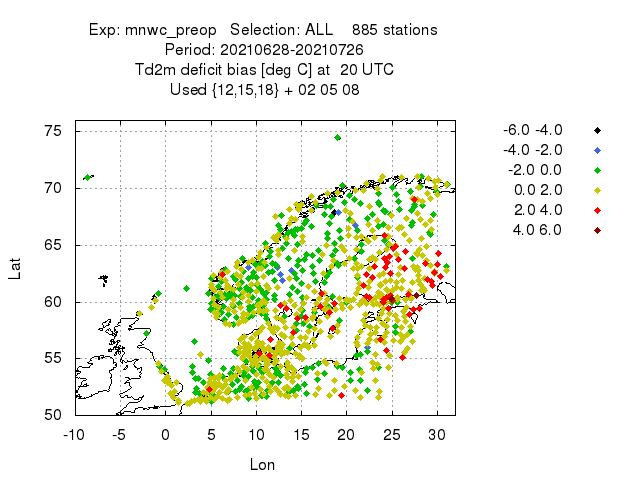 Exp: mnwc_preop   Selection: ALL    885 stations
Period: 20210628-20210726
Td2m deficit bias [deg C] at  20 UTC
Used {12,15,18} + 02 05 08
75
70
65
60
55
50
Lat
-10 -5 0 5 10 15 20 25 30
Lon
-6.0 -4.0
-4.0 -2.0
-2.0 0.0
0.0 2.0
2.0 4.0
4.0 6.0